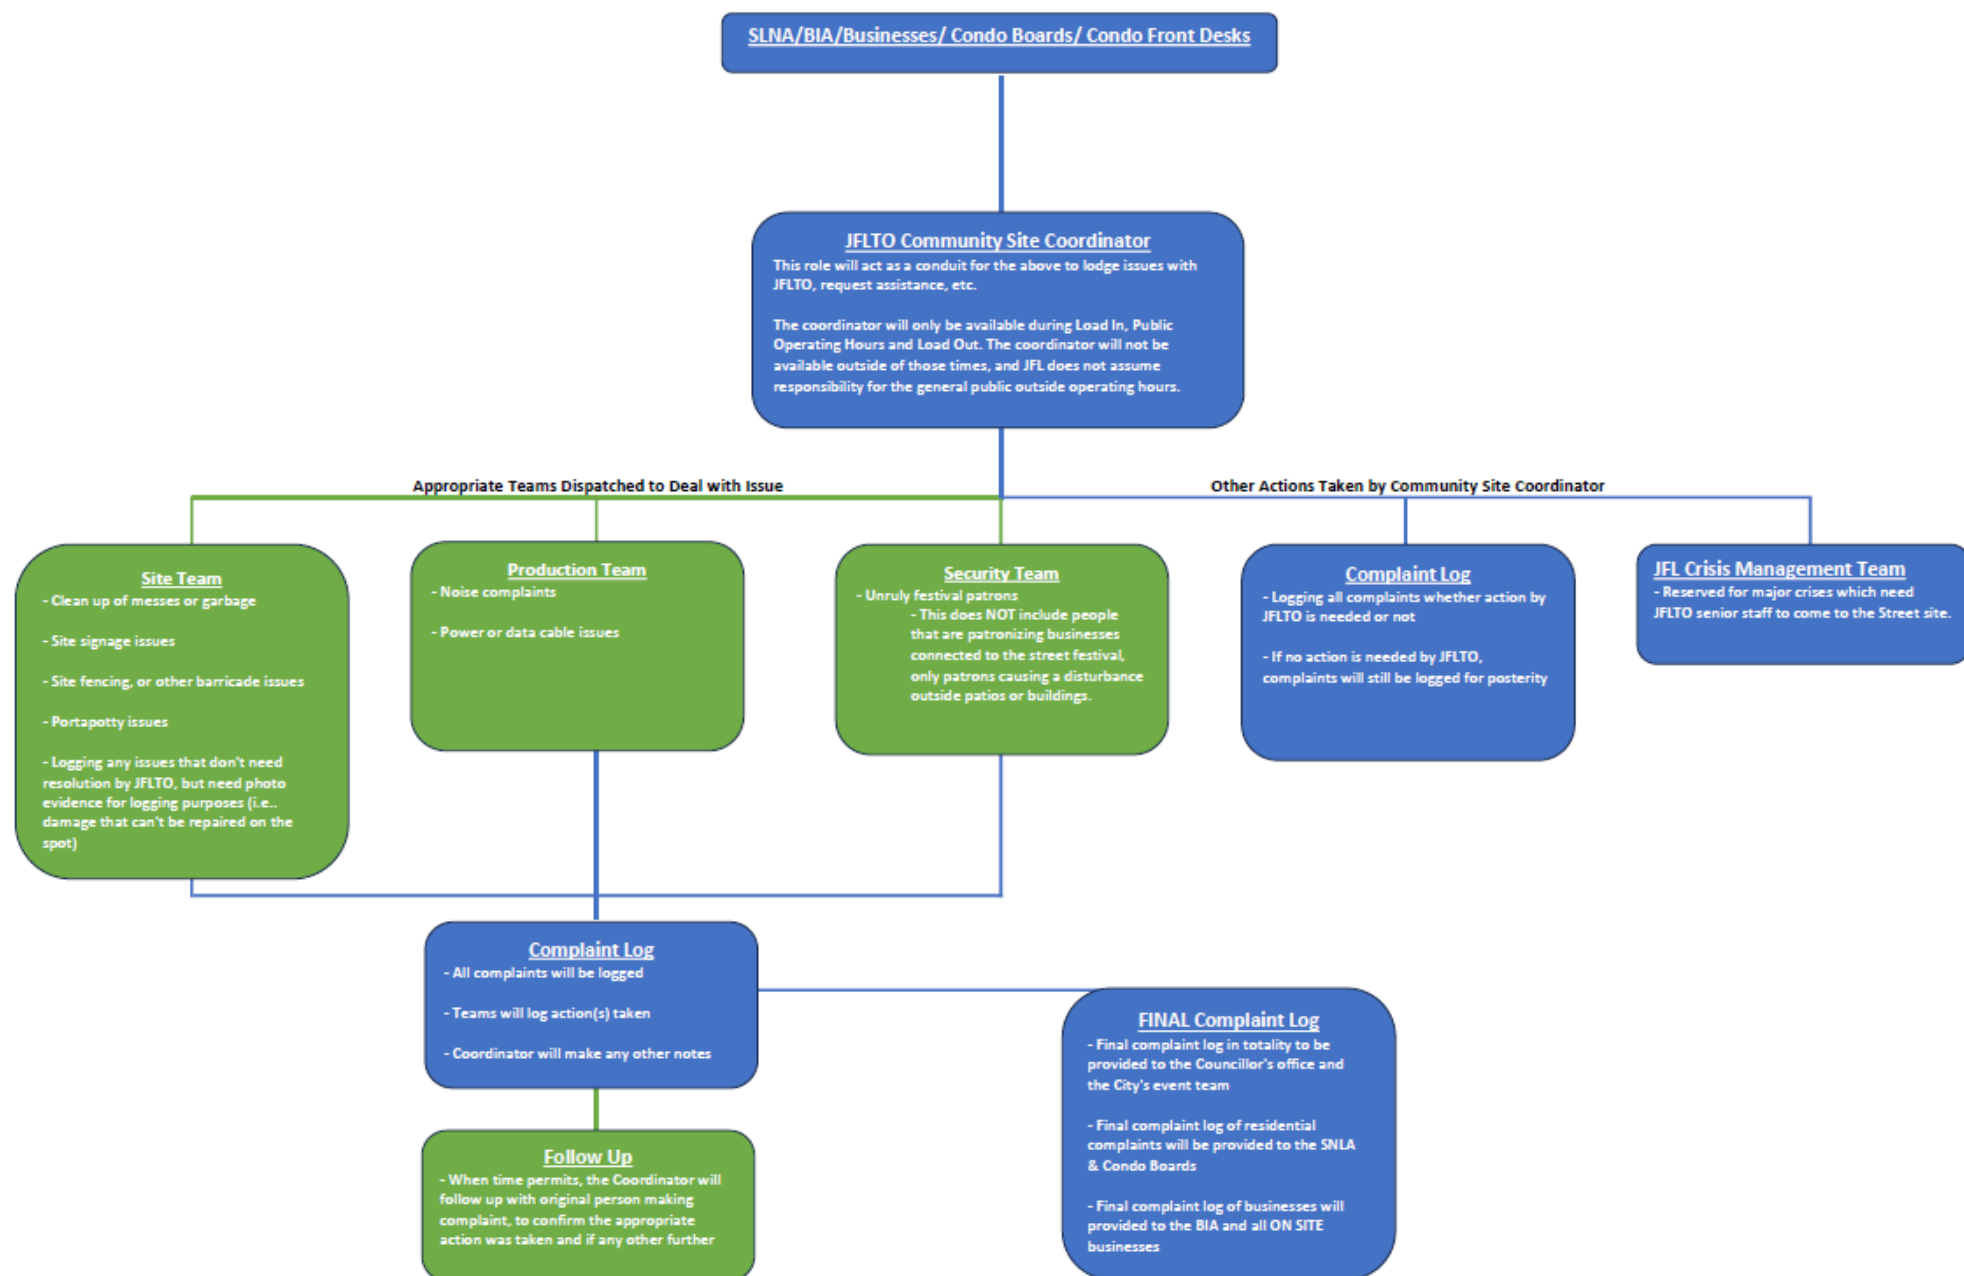 SLNA/BIA/Businesses/ Condo Boards/ Condo Front Desks
JFLTO Community Site Coordinator
This role will act as a conduit for the above to lodge issues with
JFLTO, request assistance, etc.
The coordinator will only be available during Load In, Public
Operating Hours and Load Out. The coordinator will not be
available outside of those times, and JFL does not assume
responsibility for the general public outside operating hours.
Appropriate Teams Dispatched to Deal with Issue
Other Actions Taken by Community Site Coordinator
Site Team
- Clean up of messes or garbage
- Site signage issues
- Site fencing, or other barricade issues
- Portapotty issues
- Logging any issues that don't need
resolution by JFLTO, but need photo
evidence for logging purposes (i.e..
damage that can't be repaired on the
spot)
Production Team
- Noise complaints
- Power or data cable issues
Security Team
- Unruly festival patrons
- This does NOT include people
that are patronizing businesses
connected to the street festival,
only patrons causing a disturbance
outside patios or buildings.
Complaint Log
- Logging all complaints whether action by
JFLTO is needed or not
- If no action is needed by JFLTO,
complaints will still be logged for posterity
JFL Crisis Management Team
- Reserved for major crises which need
JFLTO senior staff to come to the Street site.
Complaint Log
- All complaints will be logged
- Teams will log action(s) taken
- Coordinator will make any other notes
FINAL Complaint Log
- Final complaint log in totality to be
provided to the Councillor's office and
the City's event team
- Final complaint log of residential
complaints will be provided to the SNLA
& Condo Boards
- Final complaint log of businesses will
provided to the BIA and all ON SITE
businesses
Follow Up
- When time permits, the Coordinator will
follow up with original person making
complaint, to confirm the appropriate
action was taken and if any other further